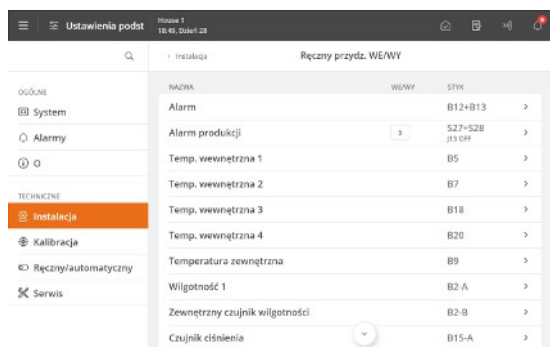 Ustawienia podst
House 1
18:49, Dzień 28
Instalacja
Ręczny przydz. WE/WY
OGÓLNE
System
Alarmy
O
TECHNICZNE
Instalacja
Kalibracja
Ręczny/automatyczny
Serwis
NAZWA WE/WY STYK
Alarm B12+B13
Alarm produkcji 3 S27+S28
J13 OFF
Temp. wewnętrzna 1 B5
Temp. wewnętrzna 2 B7
Temp. wewnętrzna 3 B18
Temp. wewnętrzna 4 B20
Temperatura zewnętrzna B9
Wilgotność 1 B2-A
Zewnętrzny czujnik wilgotności B2-B
Czujnik ciśnienia B15-A